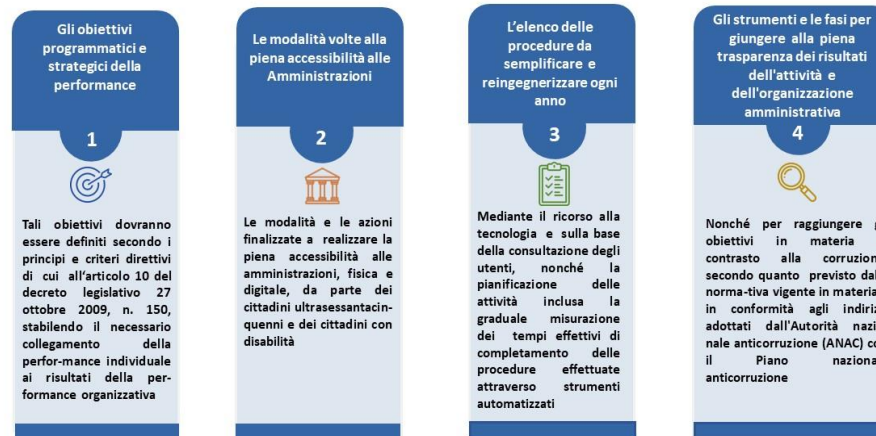 Gli obiettivi
programmatici e
strategici della
performance
1
Tali obiettivi dovranno
essere definiti secondo i
principi e criteri direttivi
di cui all'articolo 10 del
decreto legislativo 27
ottobre 2009, n. 150,
stabilendo il necessario
collegamento della
perfor-mance individuale
ai risultati della per-
formance organizzativa
Le modalità volte alla
piena accessibilità alle
Amministrazioni
2
Le modalità e le azioni
finalizzate a realizzare la
piena accessibilità alle
amministrazioni, fisica e
digitale, da parte dei
cittadini ultrasessantacin-
quenni e dei cittadini con
disabilità
L'elenco delle
procedure da
semplificare e
reingegnerizzare ogni
anno
3
Mediante il ricorso alla
tecnologia e sulla base
della consultazione degli
utenti, nonché la
pianificazione delle
attività inclusa la
graduale misurazione
dei tempi effettivi di
completamento delle
procedure effettuate
attraverso strumenti
automatizzati
Gli strumenti e le fasi per
giungere alla piena
trasparenza dei risultati
dell'attività e
dell'organizzazione
amministrativa
4
Nonché per raggiungere
obiettivi in materia
contrasto alla
secondo quanto previsto
norma-tiva vigente in materia
in conformità agli
adottati dall'Autorità
nale anticorruzione (ANAC)
il Piano
anticorruzione